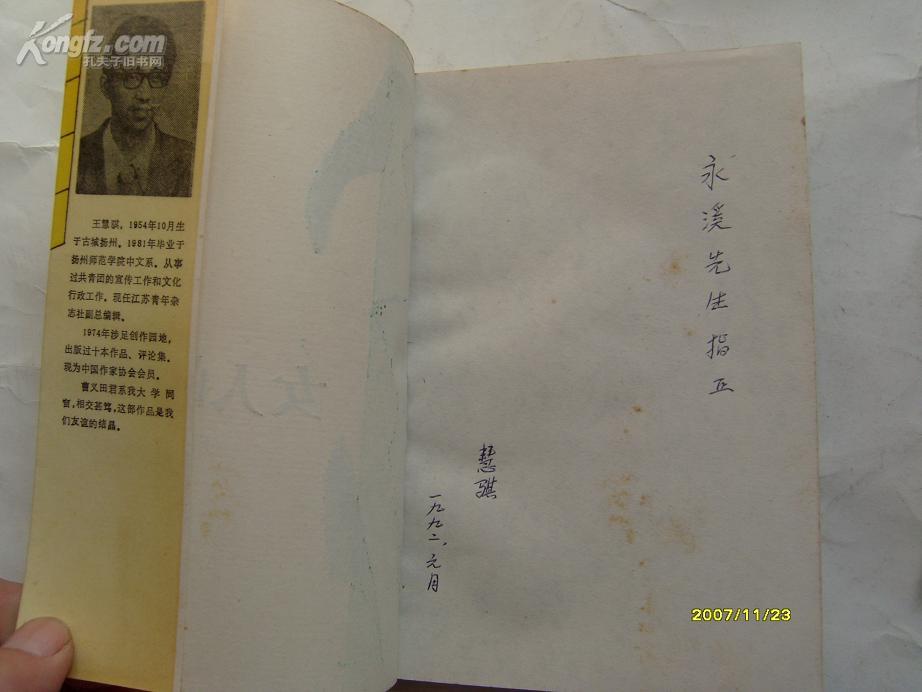 Kongfz.com
孔夫子旧书网
王慧骐，1954年10月生
于古城扬州。1981年毕业于
扬州师范学院中文系。从事
过共青团的宣传工作和文化
行政工作。现任江苏青年杂
志社副总编辑。
1974年涉足创作园地，
出版过十本作品、评论集。
现为中国作家协会会员。
曹义田君系我大学同
窗，相交甚笃，这部作品是我
们友谊的结晶。
女人
永溪先生指正
慧骐
一九九二、元月
2007/11/23